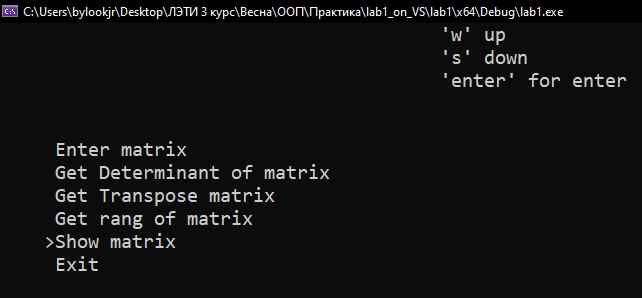 C:\Users\bylookjr\Desktop\ЛЭТИ 3 курс\Весна\ООП\Практика\lab1_on_VS\lab1\x64\Debug\lab1.exe
'w' up
's' down
'enter' for enter
Enter matrix
Get Determinant of matrix
Get Transpose matrix
Get rang of matrix
>Show matrix
Exit